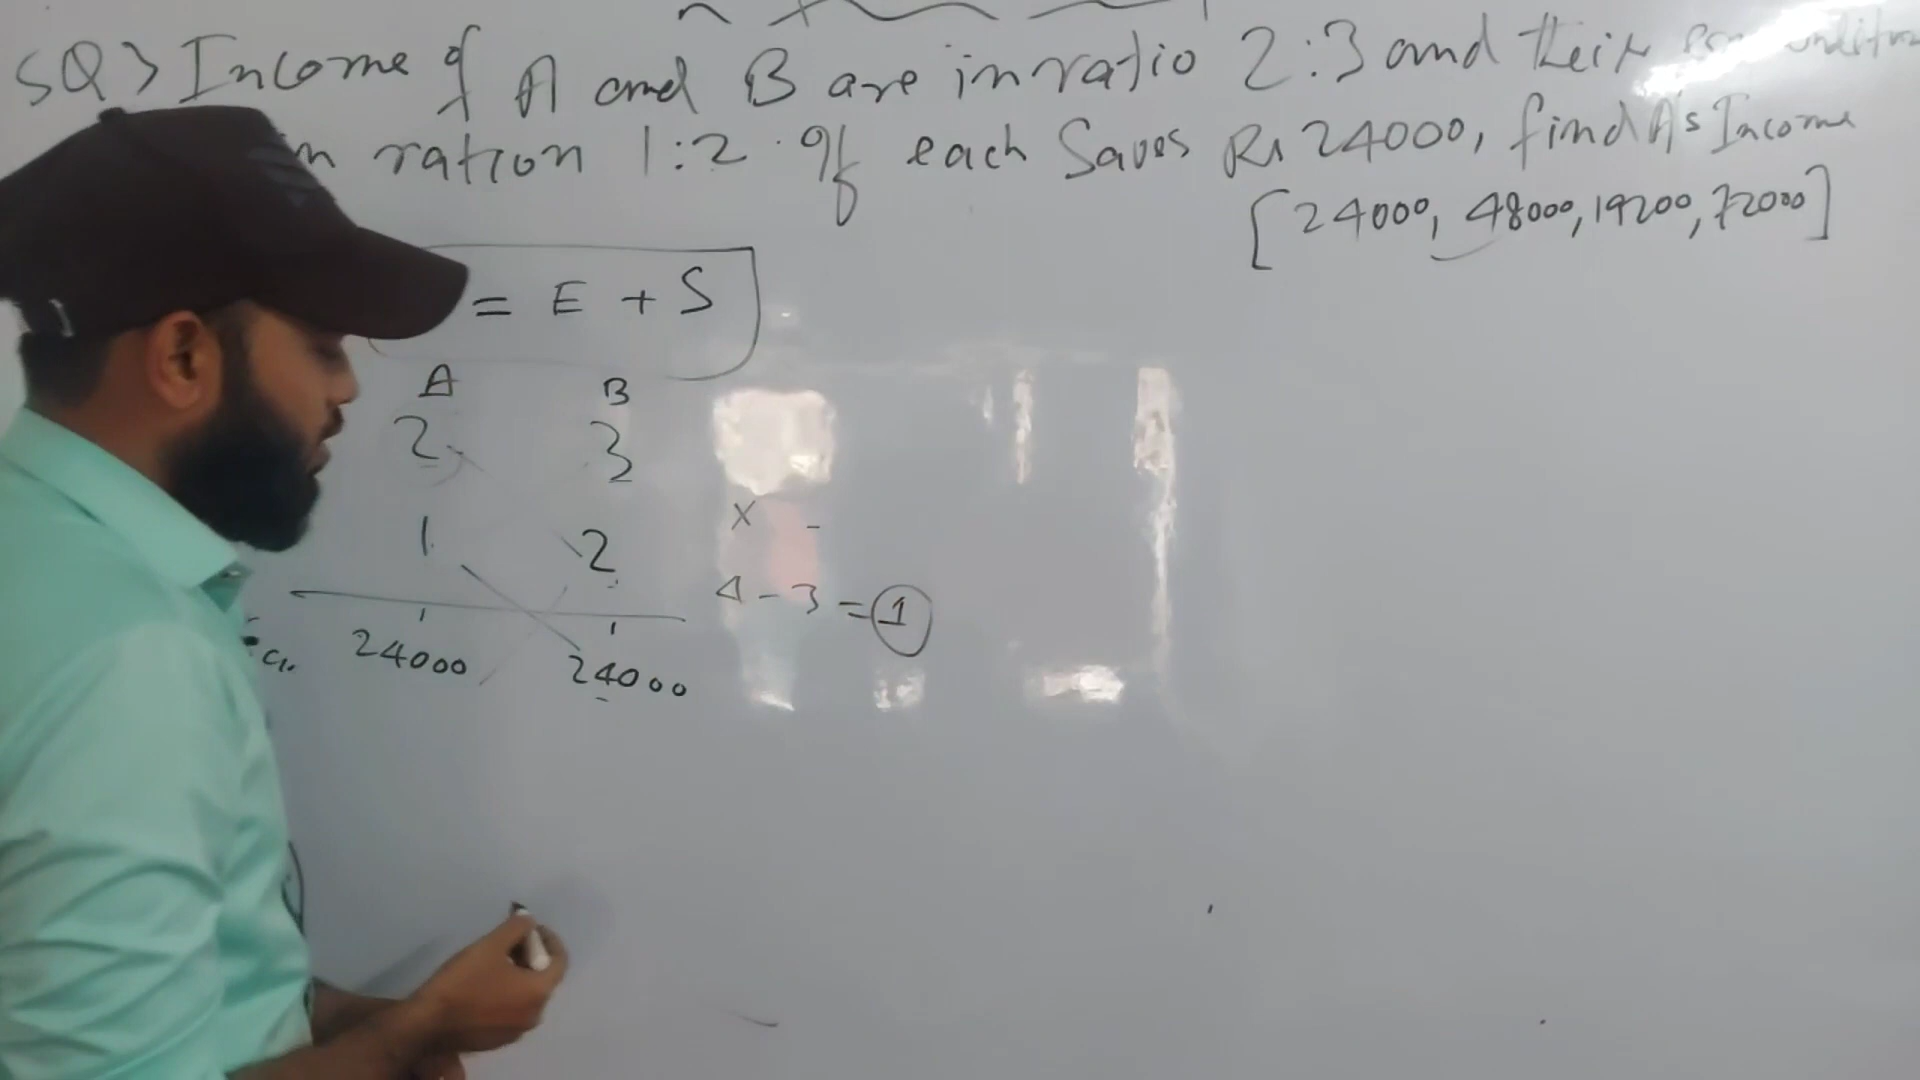 SQ> Income of A and B are in ratio 2:3 and their
ration 1:2. If each Saves Rs 24000, find A's Income
[24000, 48000, 19200, 72000]
= E + S
A B
2 3
1 2 × -
4 - 3 = 1
24000 24000